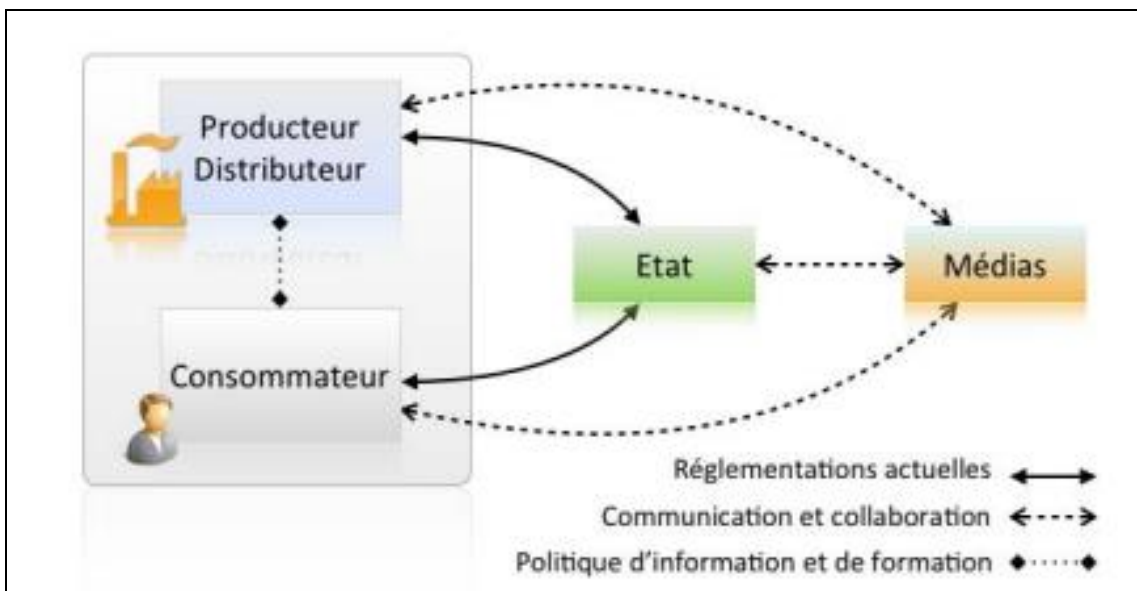 Producteur
Distributeur
Etat
Médias
Consommateur
Réglementations actuelles
Communication et collaboration
Politique d'information et de formation